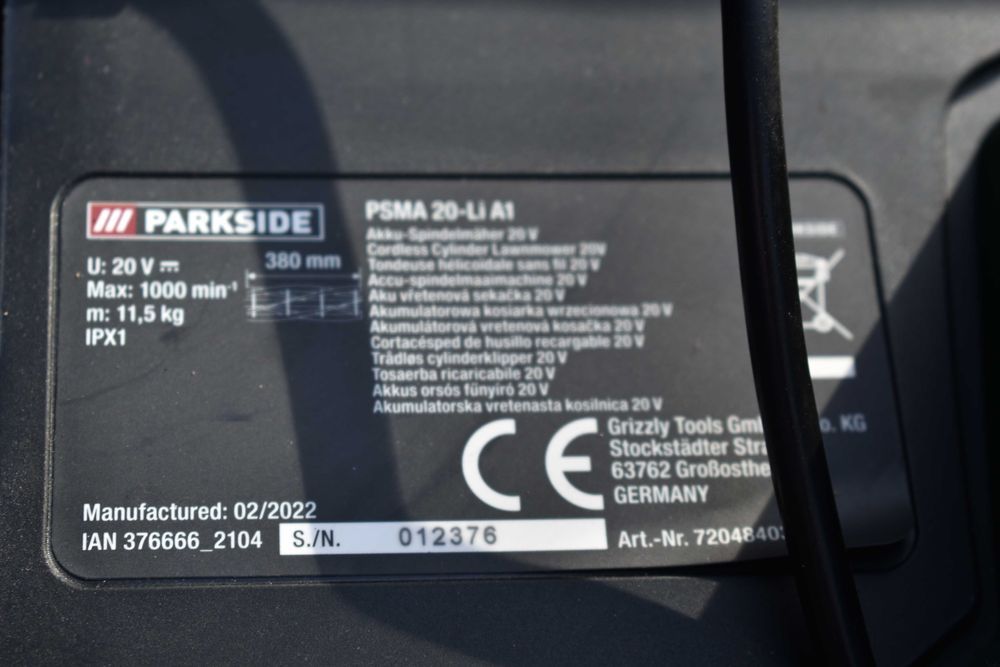 PARKSIDE
U: 20 V
Max: 1000 min⁻¹
m: 11,5 kg
IPX1
380 mm
PSMA 20-Li A1
Akku-Spindelmäher 20 V
Cordless Cylinder Lawnmower 20V
Tondeuse hélicoïdale sans fil 20 V
Accu-spindelmaaimachine 20 V
Aku vřetenová sekačka 20 V
Akumulatorowa kosiarka wrzecionowa 20 V
Akumulátorová vretenová kosačka 20 V
Cortacésped de husillo recargable 20 V
Trådløs cylinderklipper 20 V
Tosaerba ricaricabile 20 V
Akkus orsós fűnyíró 20 V
Akumulatorska vretenasta kosilnica 20 V
CE
Grizzly Tools o. KG
Stockstädter
63762
GERMANY
Manufactured: 02/2022
IAN 376666_2104
S./N. 012376
Art.-Nr.